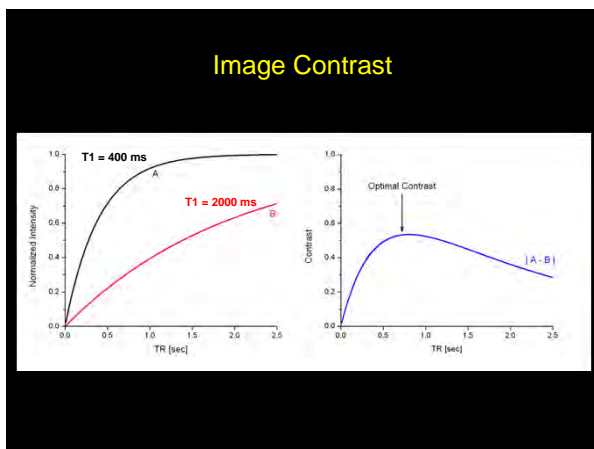 Image Contrast
T1 = 400 ms
A
T1 = 2000 ms
B
Normalized Intensity
1.0
0.8
0.6
0.4
0.2
0.0
0.0 0.5 1.0 1.5 2.0 2.5
TR [sec]
Optimal Contrast
| A - B |
Contrast
1.0
0.8
0.6
0.4
0.2
0.0
0.0 0.5 1.0 1.5 2.0 2.5
TR [sec]